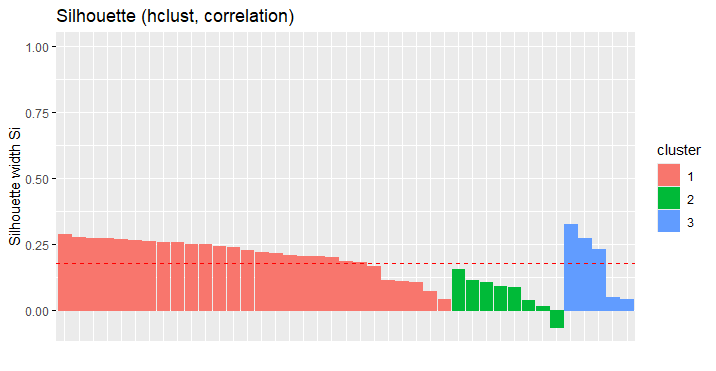 Silhouette (hclust, correlation)
1.00
0.75
0.50
0.25
0.00
Silhouette width Si
cluster
1
2
3